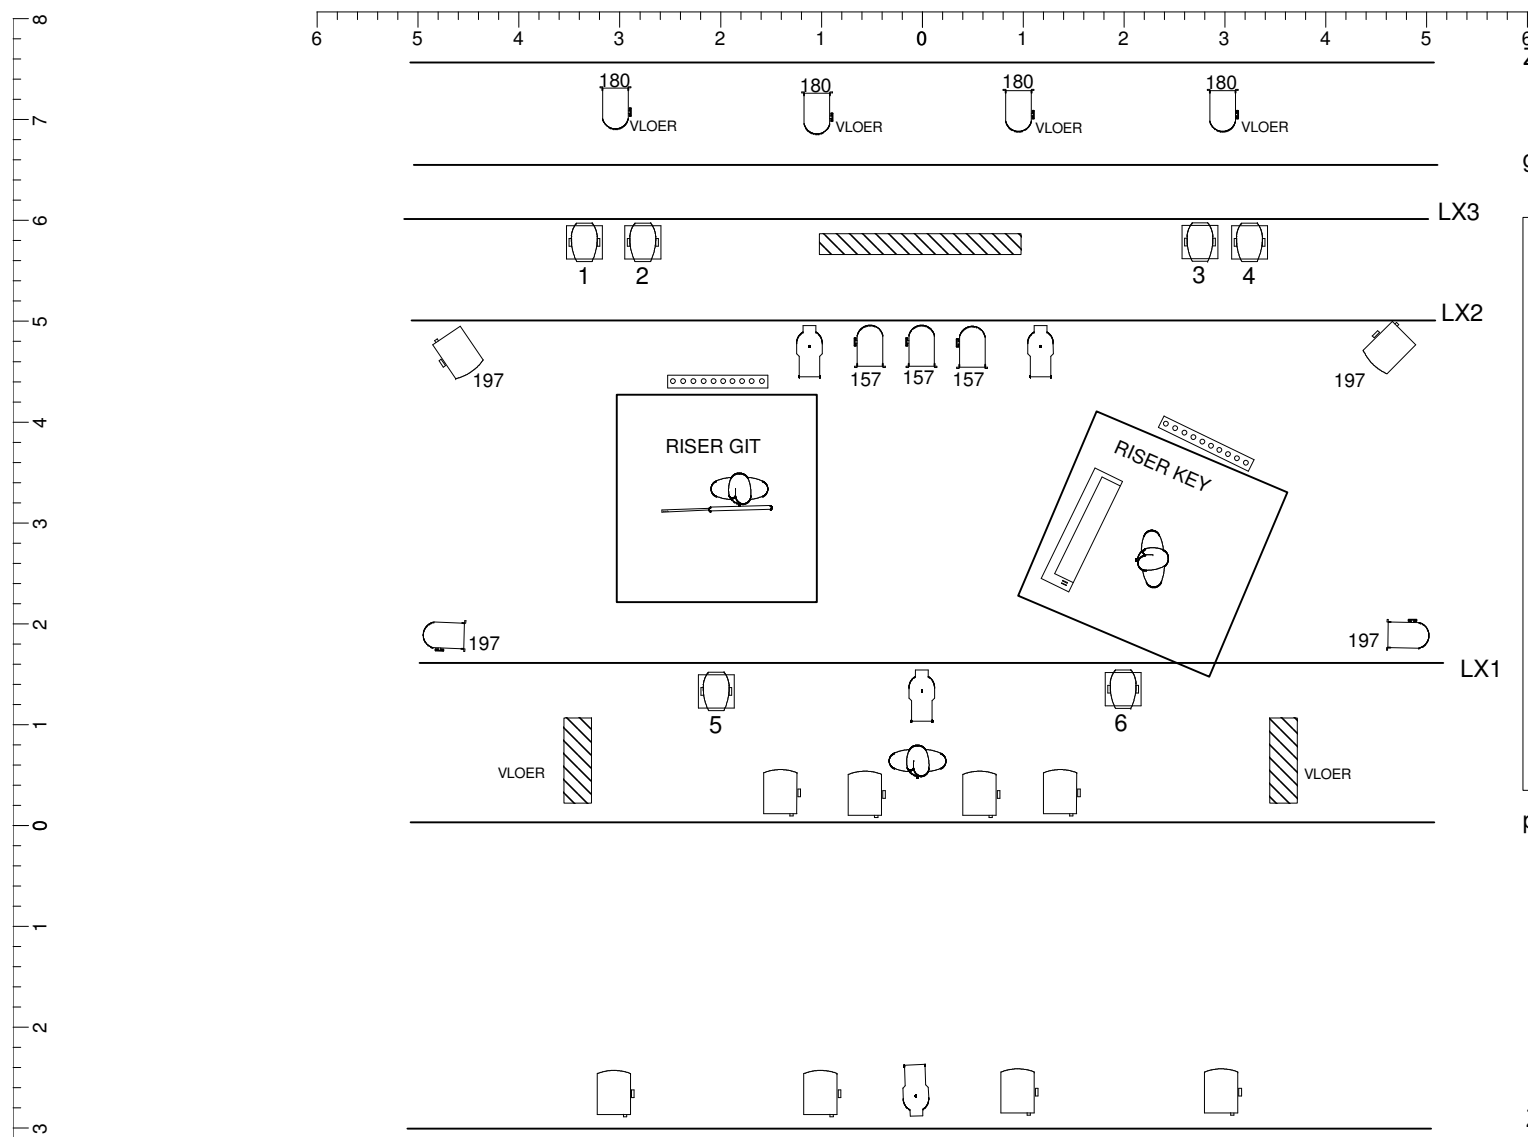 8
6 5 4 3 2 1 0 1 2 3 4 5
180 180 180 180
7
VLOER VLOER VLOER VLOER
6
LX3
1 2 3 4
5
LX2
197 157 157 157 197
4
RISER GIT
RISER KEY
3
2
197 197
LX1
1
5 6
VLOER VLOER
0
1
2
3